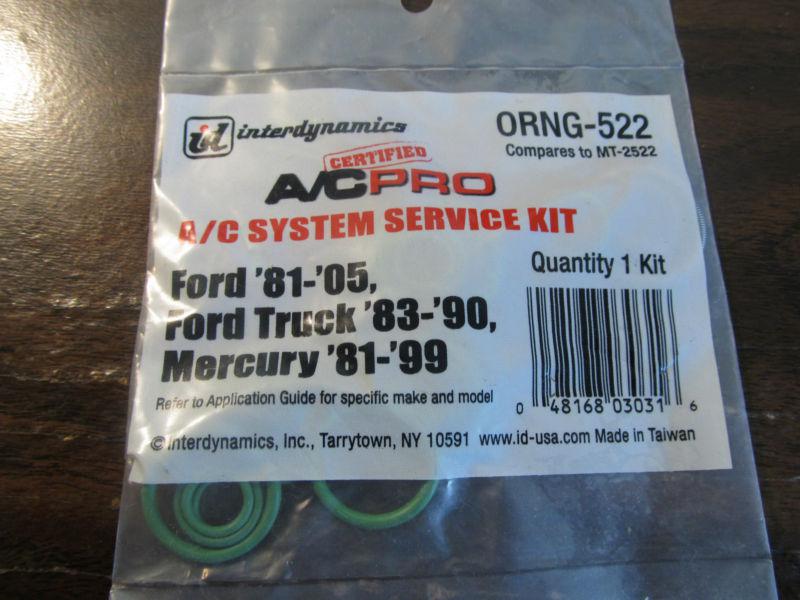 id interdynamics
ORNG-522
Compares to MT-2522
CERTIFIED
A/C PRO
A/C SYSTEM SERVICE KIT
Ford '81-'05,
Ford Truck '83-'90,
Mercury '81-'99
Quantity 1 Kit
Refer to Application Guide for specific make and model
0 48168 03031 6
© Interdynamics, Inc., Tarrytown, NY 10591 www.id-usa.com Made in Taiwan